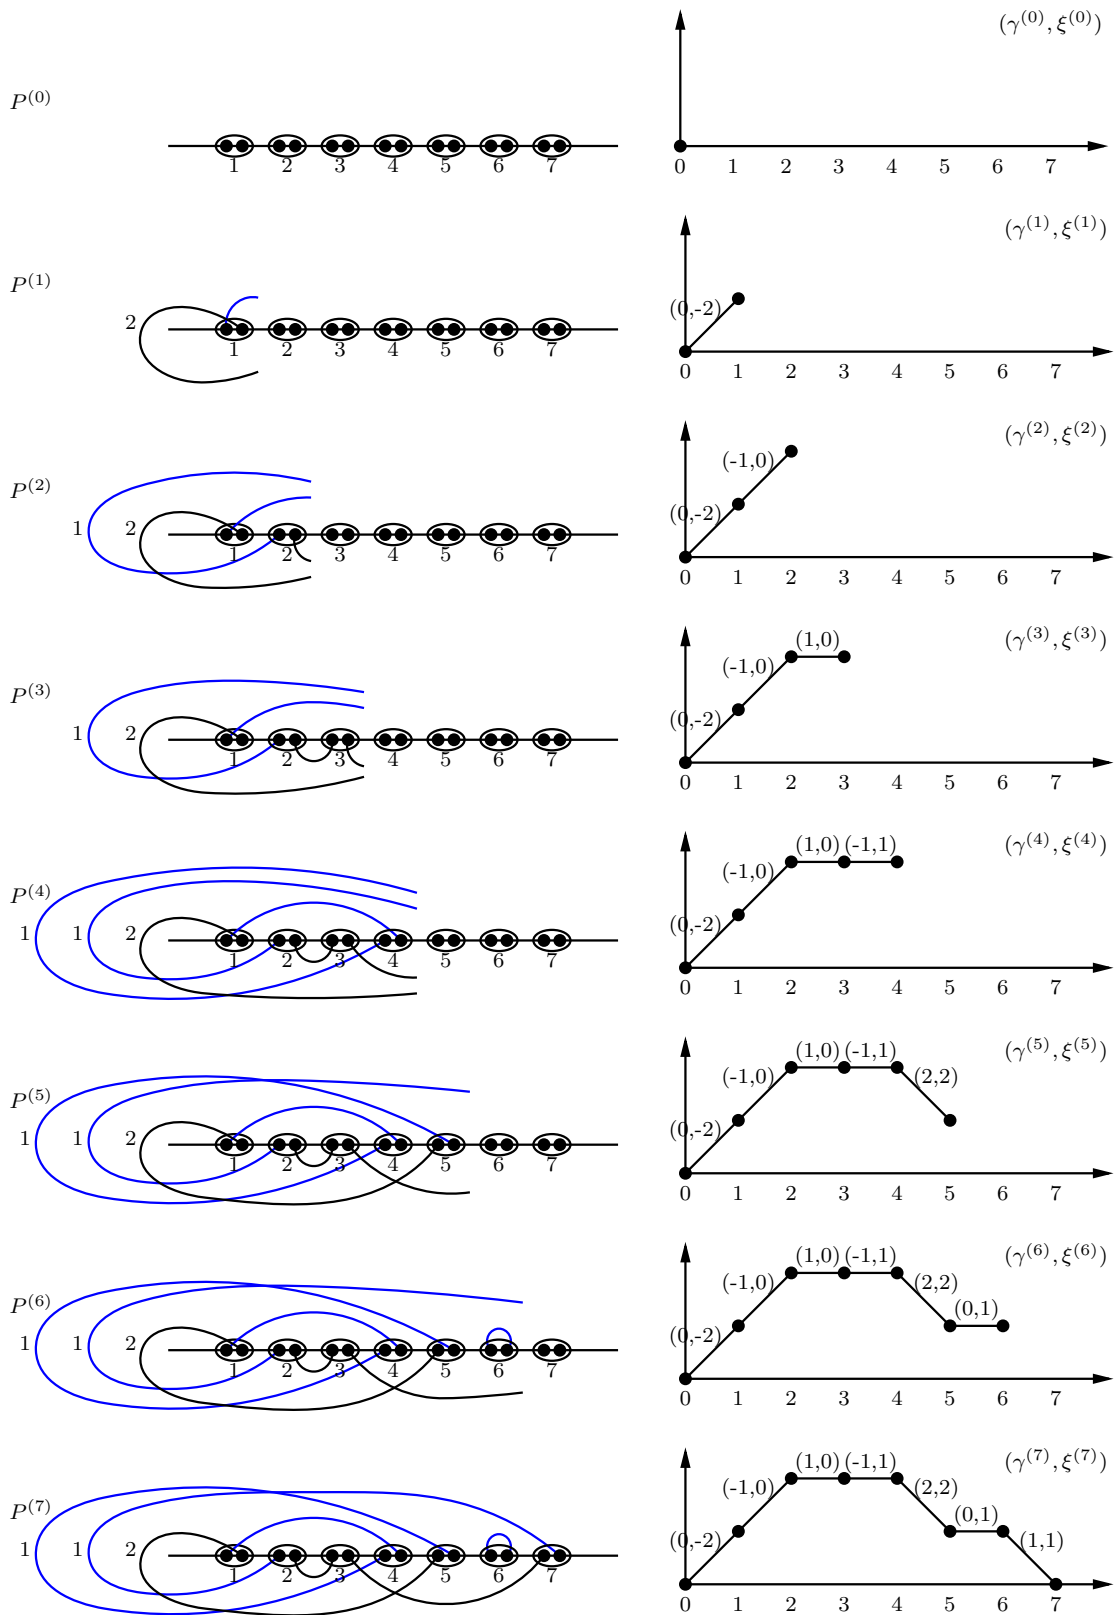 (γ^(0), ξ^(0))
P^(0)
1 2 3 4 5 6 7
0 1 2 3 4 5 6 7
(γ^(1), ξ^(1))
P^(1)
2
(0,-2)
1 2 3 4 5 6 7
0 1 2 3 4 5 6 7
(γ^(2), ξ^(2))
(-1,0)
P^(2)
1 2
(0,-2)
1 2 3 4 5 6 7
0 1 2 3 4 5 6 7
(γ^(3), ξ^(3))
(1,0)
(-1,0)
P^(3)
1 2
(0,-2)
1 2 3 4 5 6 7
0 1 2 3 4 5 6 7
(γ^(4), ξ^(4))
(1,0) (-1,1)
(-1,0)
P^(4)
1 1 2
(0,-2)
1 2 3 4 5 6 7
0 1 2 3 4 5 6 7
(γ^(5), ξ^(5))
(1,0) (-1,1)
(-1,0) (2,2)
P^(5)
1 1 2
(0,-2)
1 2 3 4 5 6 7
0 1 2 3 4 5 6 7
(γ^(6), ξ^(6))
(1,0) (-1,1)
(-1,0) (2,2)
P^(6)
(0,1)
1 1 2
(0,-2)
1 2 3 4 5 6 7
0 1 2 3 4 5 6 7
(γ^(7), ξ^(7))
(1,0) (-1,1)
(-1,0) (2,2)
P^(7)
(0,1)
1 1 2
(0,-2) (1,1)
1 2 3 4 5 6 7
0 1 2 3 4 5 6 7